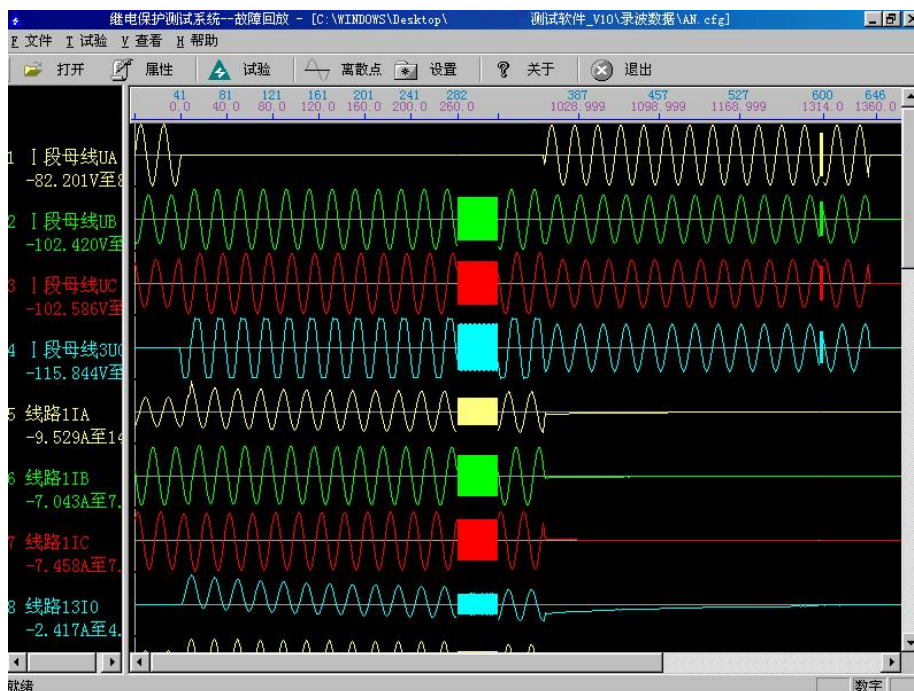 继电保护测试系统--故障回放 - [C:\WINDOWS\Desktop\ 测试软件_V10\录波数据\AN.cfg]
F 文件 T 试验 V 查看 H 帮助
打开 属性 试验 离散点 设置 关于 退出
41 81 121 161 201 241 282 387 457 527 600 646
0.0 40.0 80.0 120.0 160.0 200.0 260.0 1028.999 1098.999 1168.999 1314.0 1360.0
1 I段母线UA
-82.201V至8
2 I段母线UB
-102.420V至
3 I段母线UC
-102.586V至
4 I段母线3U0
-115.844V至
5 线路1IA
-9.529A至14
6 线路1IB
-7.043A至7.
7 线路1IC
-7.458A至7.
8 线路13I0
-2.417A至4.
就绪 数字